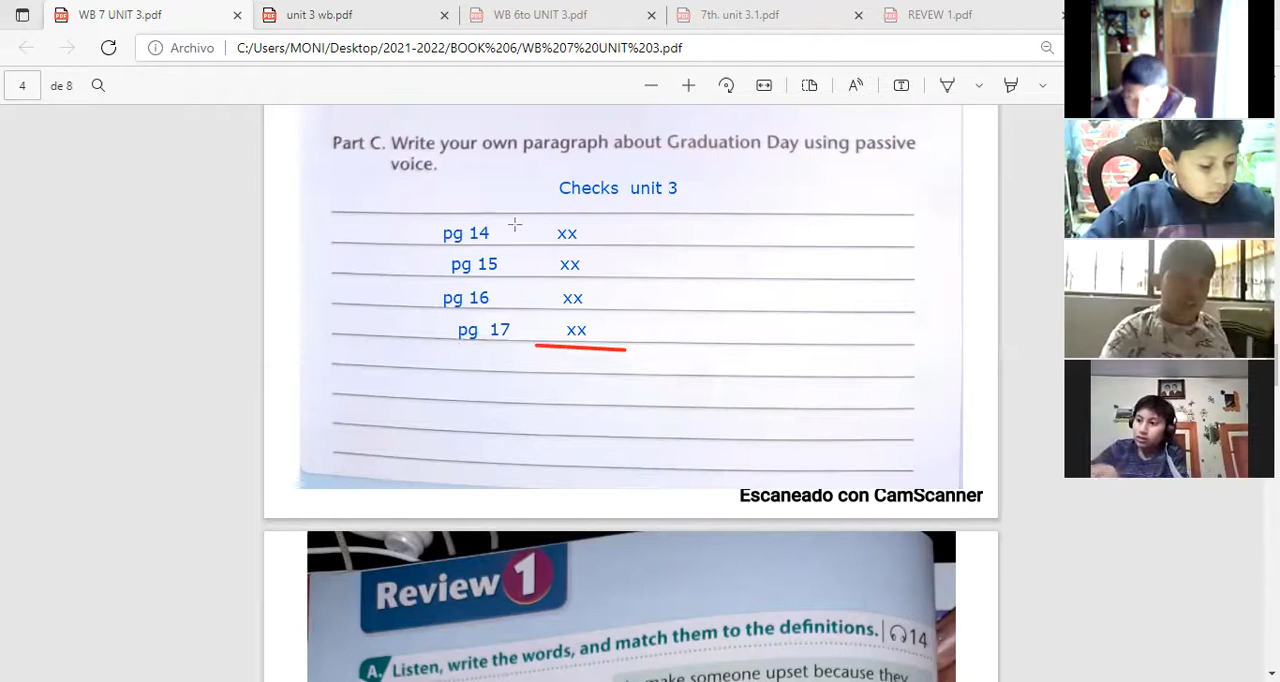 WB 7 UNIT 3.pdf
unit 3 wb.pdf
WB 6to UNIT 3.pdf
7th. unit 3.1.pdf
REVEW 1.pdf
Archivo
C:/Users/MONI/Desktop/2021-2022/BOOK%206/WB%207%20UNIT%203.pdf
4 de 8
Part C. Write your own paragraph about Graduation Day using passive
voice.
Checks unit 3
pg 14 xx
pg 15 xx
pg 16 xx
pg 17 xx
Escaneado con CamScanner
Review 1
A. Listen, write the words, and match them to the definitions. 14
make someone upset because they